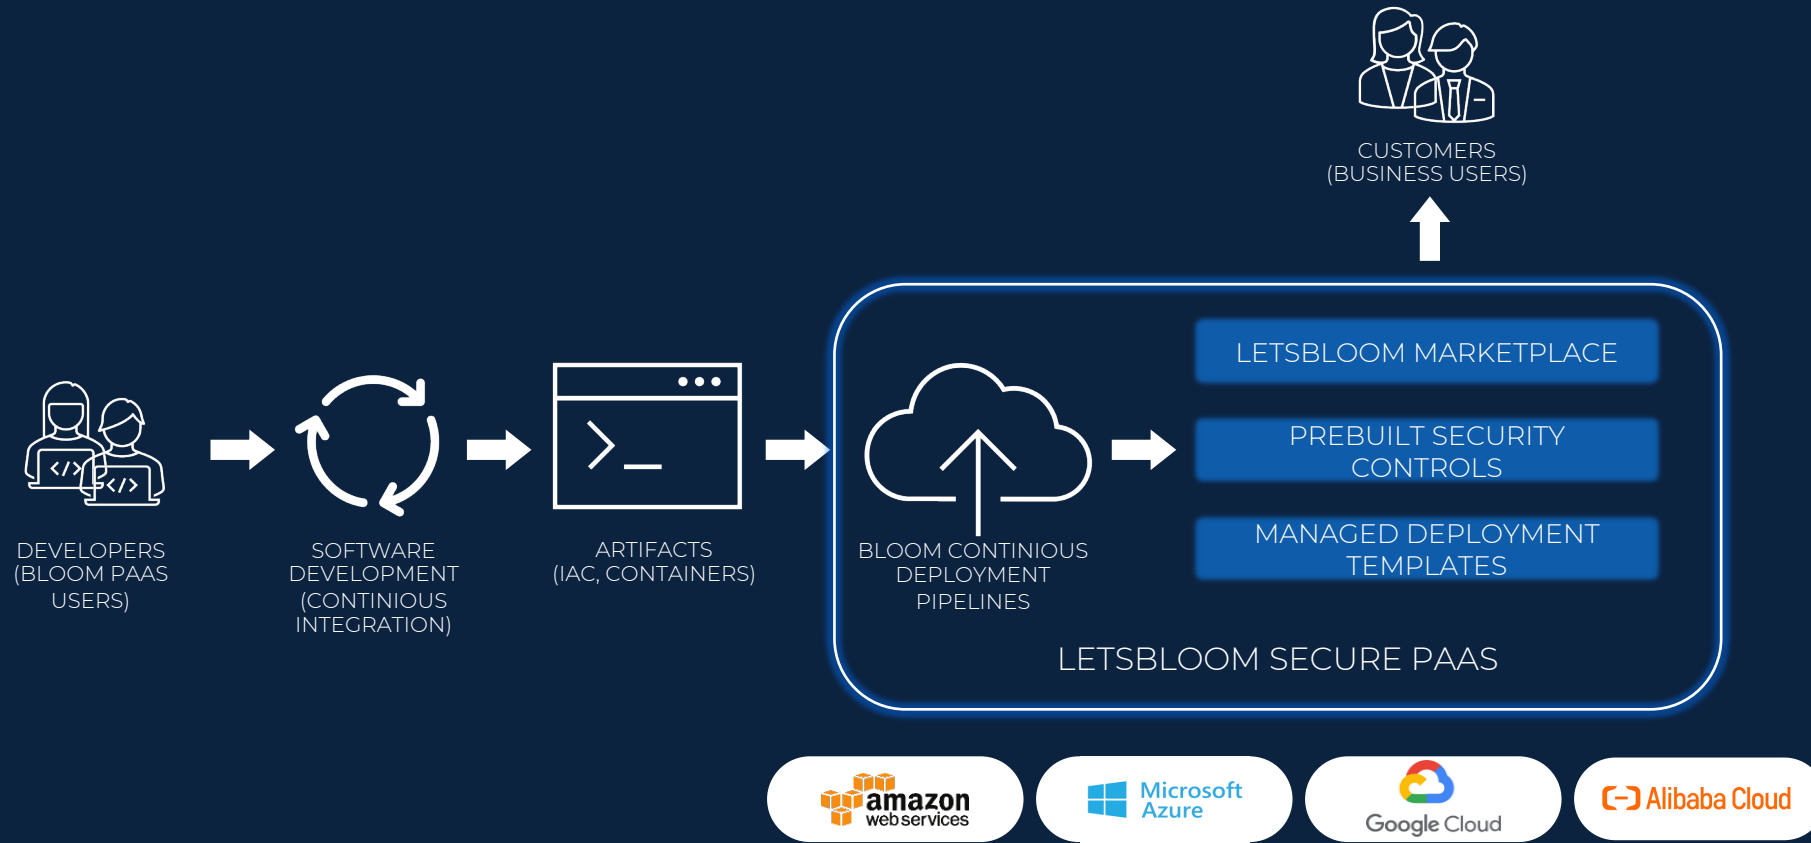 CUSTOMERS
(BUSINESS USERS)
DEVELOPERS
(BLOOM PAAS
USERS)
SOFTWARE
DEVELOPMENT
(CONTINIOUS
INTEGRATION)
ARTIFACTS
(IAC, CONTAINERS)
BLOOM CONTINIOUS
DEPLOYMENT
PIPELINES
LETSBLOOM MARKETPLACE
PREBUILT SECURITY
CONTROLS
MANAGED DEPLOYMENT
TEMPLATES
LETSBLOOM SECURE PAAS
amazon
web services
Microsoft
Azure
Google Cloud
Alibaba Cloud